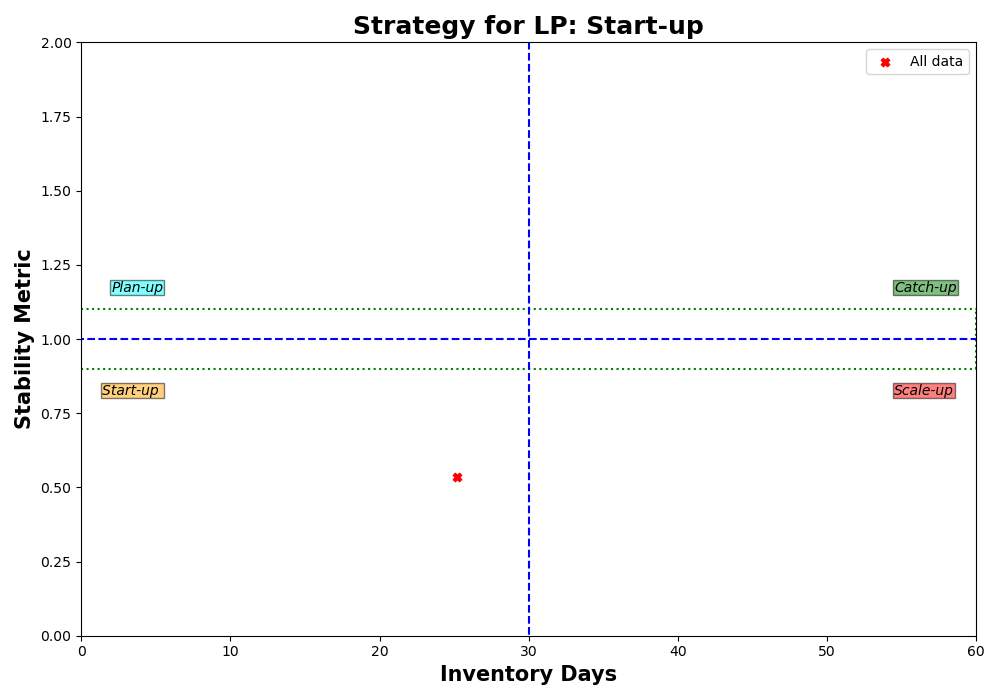 Strategy for LP: Start-up
All data
2.00
1.75
1.50
1.25
1.00
0.75
0.50
0.25
0.00
Stability Metric
Plan-up
Catch-up
Start-up
Scale-up
0
10
20
30
40
50
60
Inventory Days